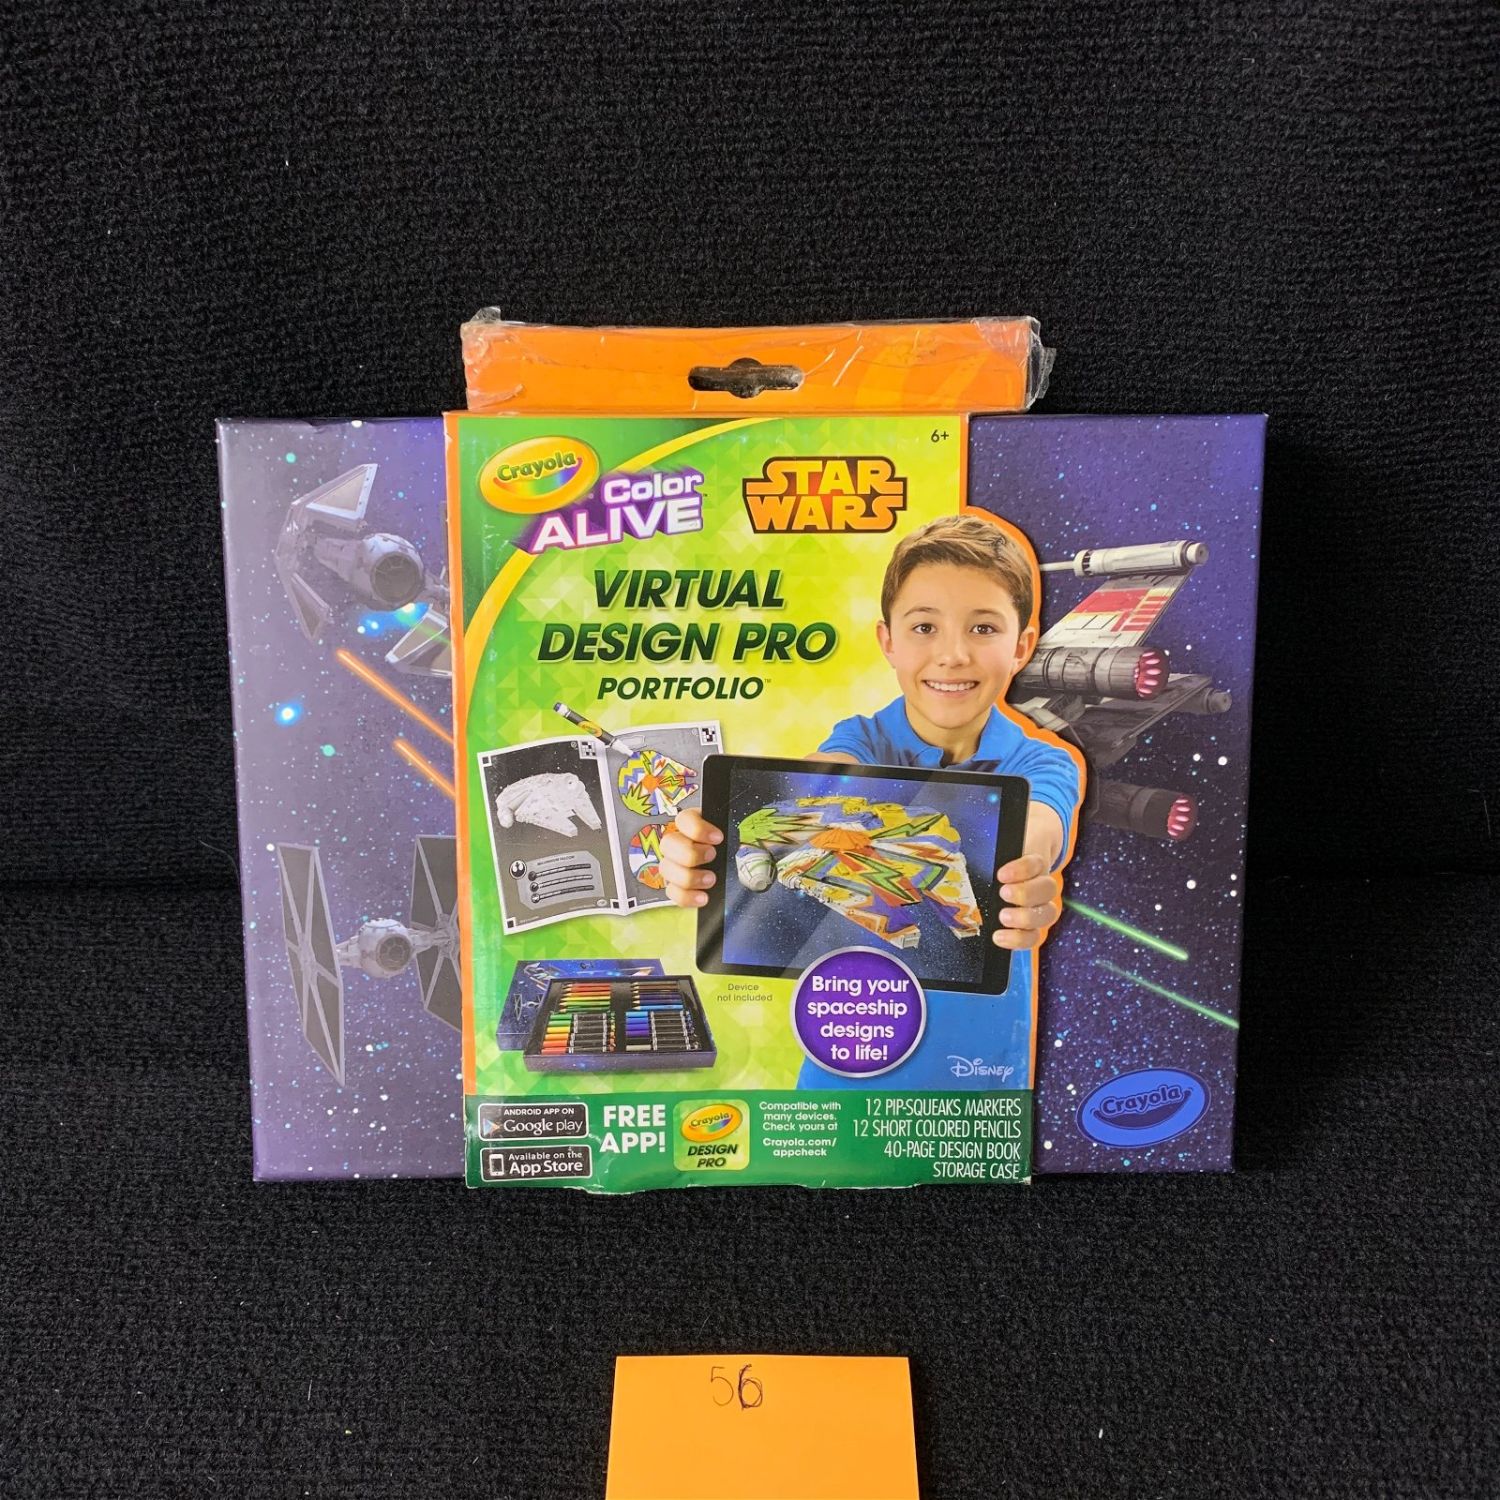 6+
Crayola
Color
ALIVE™
STAR
WARS
VIRTUAL
DESIGN PRO
PORTFOLIO™
Device
not included
Bring your
spaceship
designs
to life!
Disney
ANDROID APP ON
Google play
Available on the
App Store
FREE
APP!
Crayola
DESIGN
PRO
Compatible with
many devices.
Check yours at
Crayola.com/
appcheck
12 PIP-SQUEAKS MARKERS
12 SHORT COLORED PENCILS
40-PAGE DESIGN BOOK
STORAGE CASE
Crayola
56